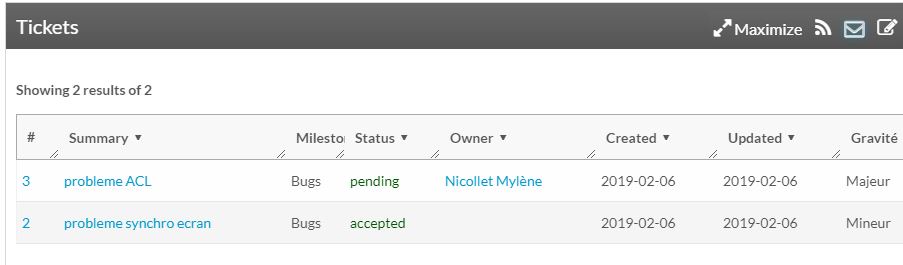 Tickets Maximize
Showing 2 results of 2
# Summary Milesto Status Owner Created Updated Gravité
3 probleme ACL Bugs pending Nicollet Mylène 2019-02-06 2019-02-06 Majeur
2 probleme synchro ecran Bugs accepted 2019-02-06 2019-02-06 Mineur